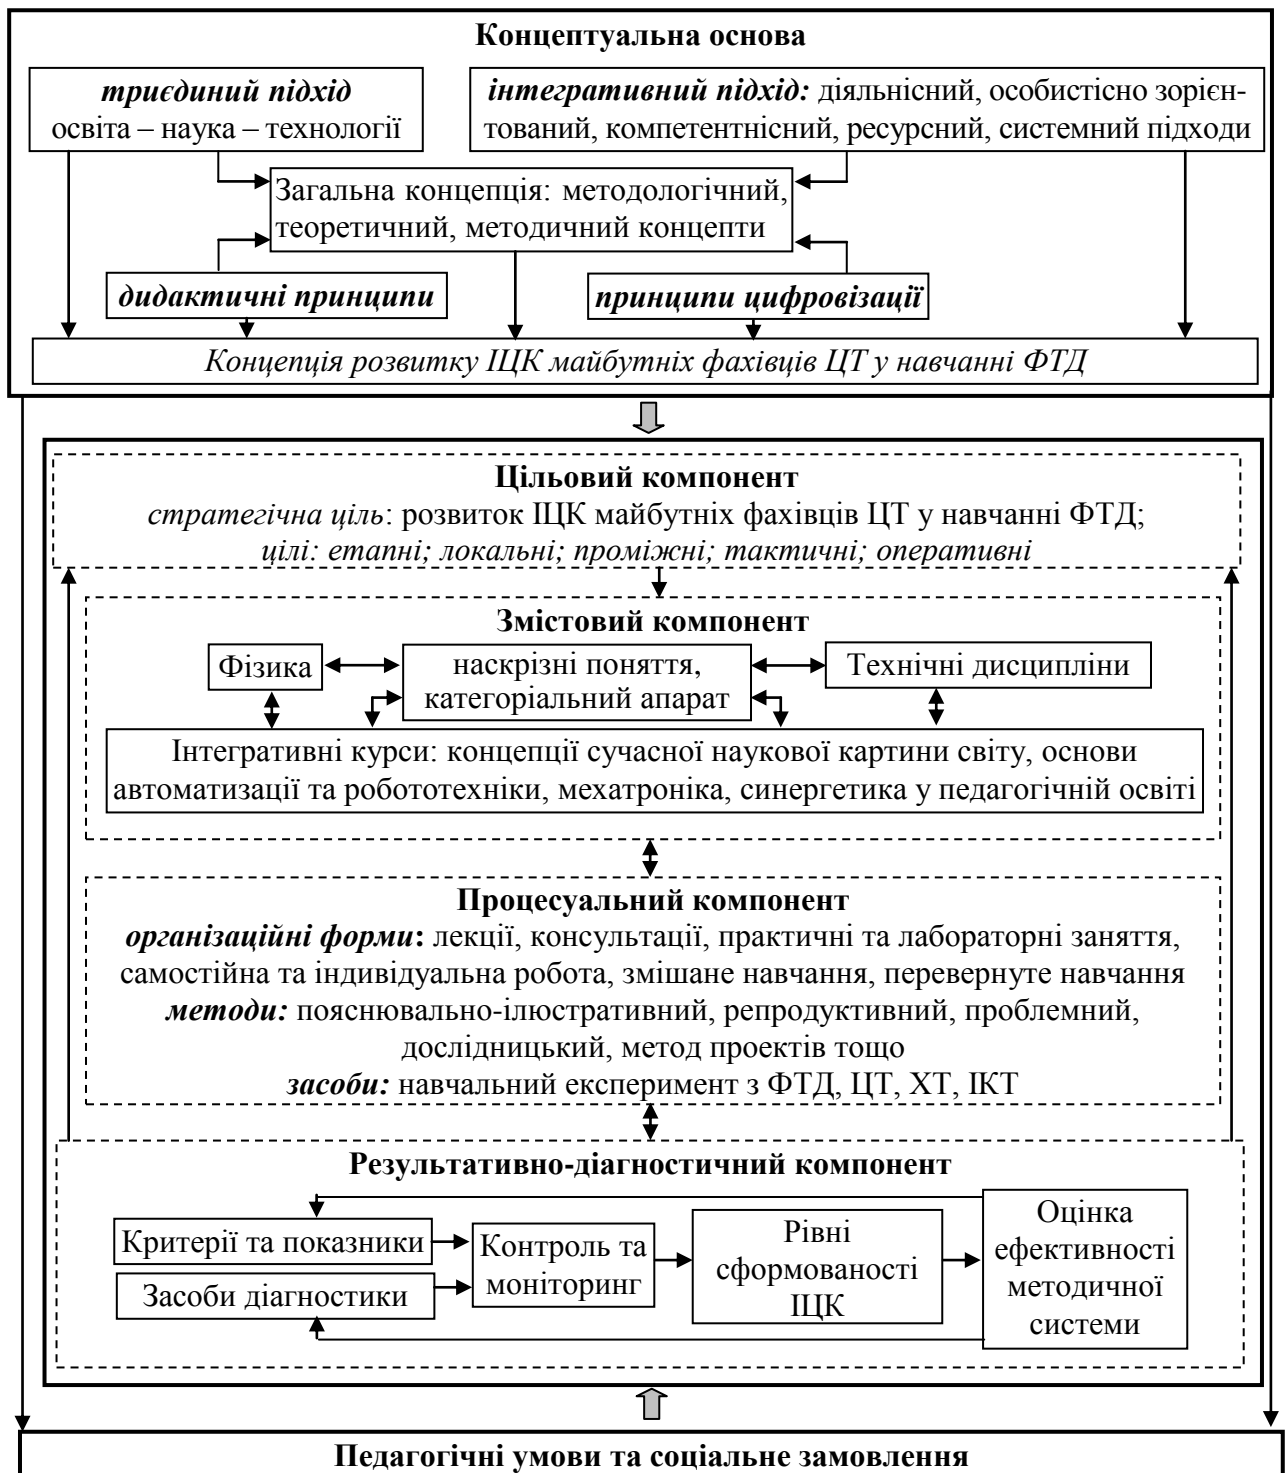 Концептуальна основа
триєдиний підхід
освіта – наука – технології
інтегративний підхід: діяльнісний, особистісно зорієн-
тований, компетентнісний, ресурсний, системний підходи
Загальна концепція: методологічний,
теоретичний, методичний концепти
дидактичні принципи
принципи цифровізації
Концепція розвитку ІЩК майбутніх фахівців ЦТ у навчанні ФТД
Цільовий компонент
стратегічна ціль: розвиток ІЩК майбутніх фахівців ЦТ у навчанні ФТД;
цілі: етапні; локальні; проміжні; тактичні; оперативні
Змістовий компонент
Фізика
наскрізні поняття,
категоріальний апарат
Технічні дисципліни
Інтегративні курси: концепції сучасної наукової картини світу, основи
автоматизації та робототехніки, мехатроніка, синергетика у педагогічній освіті
Процесуальний компонент
організаційні форми: лекції, консультації, практичні та лабораторні заняття,
самостійна та індивідуальна робота, змішане навчання, перевернуте навчання
методи: пояснювально-ілюстративний, репродуктивний, проблемний,
дослідницький, метод проектів тощо
засоби: навчальний експеримент з ФТД, ЦТ, ХТ, ІКТ
Результативно-діагностичний компонент
Критерії та показники
Засоби діагностики
Контроль та
моніторинг
Рівні
сформованості
ІЩК
Оцінка
ефективності
методичної
системи
Педагогічні умови та соціальне замовлення